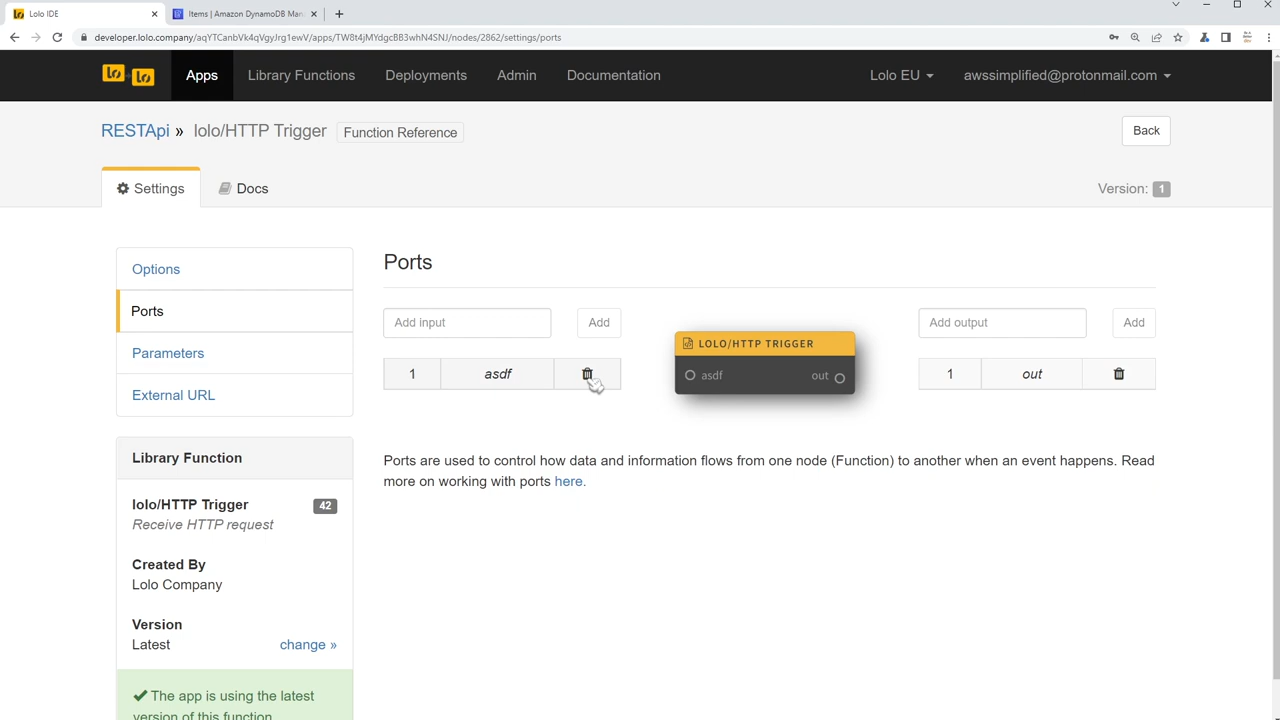 Lolo IDE
Items | Amazon DynamoDB Man
developer.lolo.company/aqYTCanbVk4qVgyJrg1ewV/apps/TW8t4jMYdgcBB3whN4SNJ/nodes/2862/settings/ports
lo lo Apps Library Functions Deployments Admin Documentation Lolo EU awssimplified@protonmail.com
RESTApi » lolo/HTTP Trigger Function Reference Back
Settings Docs Version: 1
Options
Ports
Parameters
External URL
Library Function
lolo/HTTP Trigger 42
Receive HTTP request
Created By
Lolo Company
Version
Latest change »
The app is using the latest
version of this function
Ports
Add input Add
1 asdf
LOLO/HTTP TRIGGER
asdf out
Add output Add
1 out
Ports are used to control how data and information flows from one node (Function) to another when an event happens. Read
more on working with ports here.